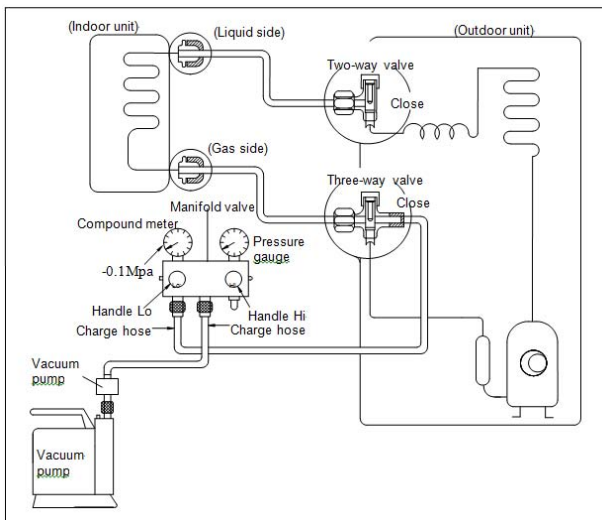 (Indoor unit)
(Liquid side)
(Outdoor unit)
Two-way valve
Close
(Gas side)
Three-way valve
Close
Manifold valve
Compound meter
Pressure
gauge
-0.1Mpa
Handle Lo
Handle Hi
Charge hose
Charge hose
Vacuum
pump
Vacuum
pump